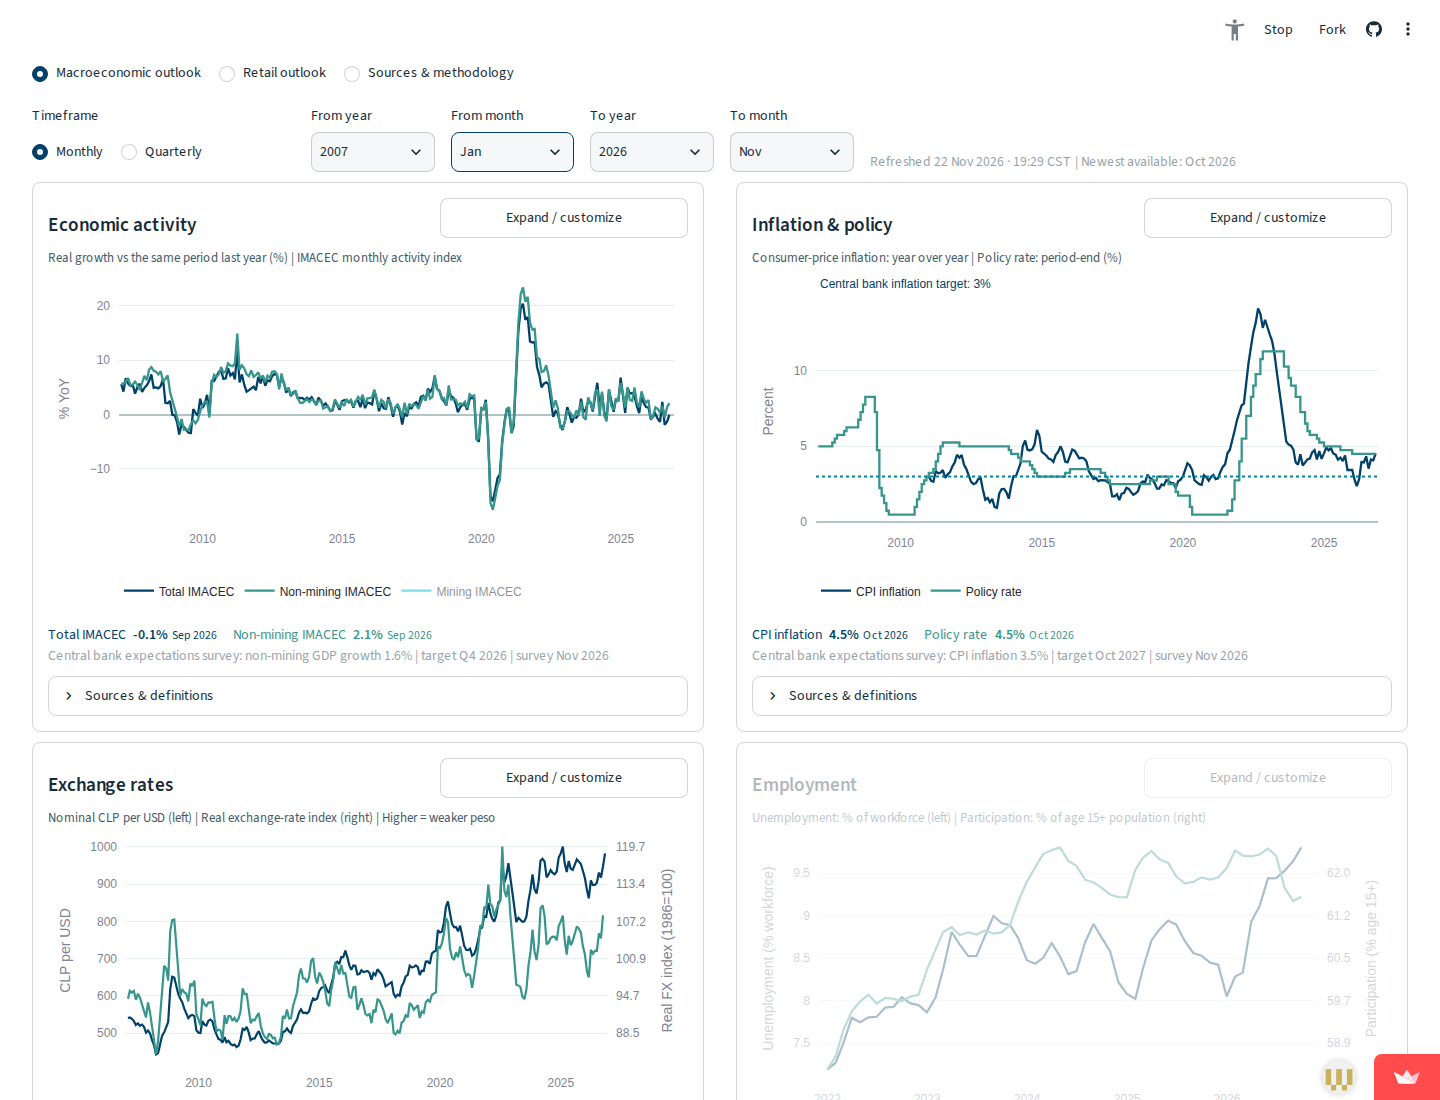 Stop Fork
Macroeconomic outlook Retail outlook Sources & methodology
Timeframe From year From month To year To month
Monthly Quarterly 2007 Jan 2026 Nov
Refreshed 22 Nov 2026 · 19:29 CST | Newest available: Oct 2026
Economic activity
Expand / customize
Real growth vs the same period last year (%) | IMACEC monthly activity index
% YoY
20
10
0
−10
2010 2015 2020 2025
Total IMACEC Non-mining IMACEC Mining IMACEC
Total IMACEC -0.1% Sep 2026 Non-mining IMACEC 2.1% Sep 2026
Central bank expectations survey: non-mining GDP growth 1.6% | target Q4 2026 | survey Nov 2026
Sources & definitions
Inflation & policy
Expand / customize
Consumer-price inflation: year over year | Policy rate: period-end (%)
Central bank inflation target: 3%
Percent
10
5
0
2010 2015 2020 2025
CPI inflation Policy rate
CPI inflation 4.5% Oct 2026 Policy rate 4.5% Oct 2026
Central bank expectations survey: CPI inflation 3.5% | target Oct 2027 | survey Nov 2026
Sources & definitions
Exchange rates
Expand / customize
Nominal CLP per USD (left) | Real exchange-rate index (right) | Higher = weaker peso
CLP per USD
1000 119.7
900 113.4
800 107.2
700 100.9
600 94.7
500 88.5
Real FX index (1986=100)
2010 2015 2020 2025
Employment
Expand / customize
Unemployment: % of workforce (left) | Participation: % of age 15+ population (right)
Unemployment (% workforce)
9.5 62.0
9 61.2
8.5 60.5
8 59.7
7.5 58.9
Participation (% age 15+)
2022 2023 2024 2025 2026